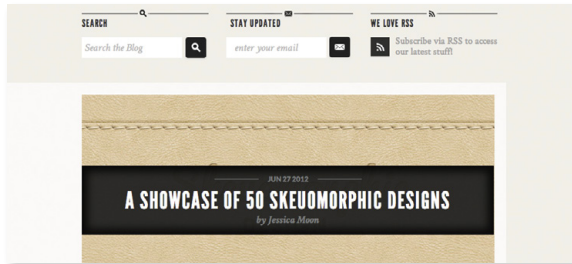 SEARCH
STAY UPDATED
WE LOVE RSS
Search the Blog
enter your email
Subscribe via RSS to access
our latest stuff!
JUN 27 2012
A SHOWCASE OF 50 SKEUOMORPHIC DESIGNS
by Jessica Moon